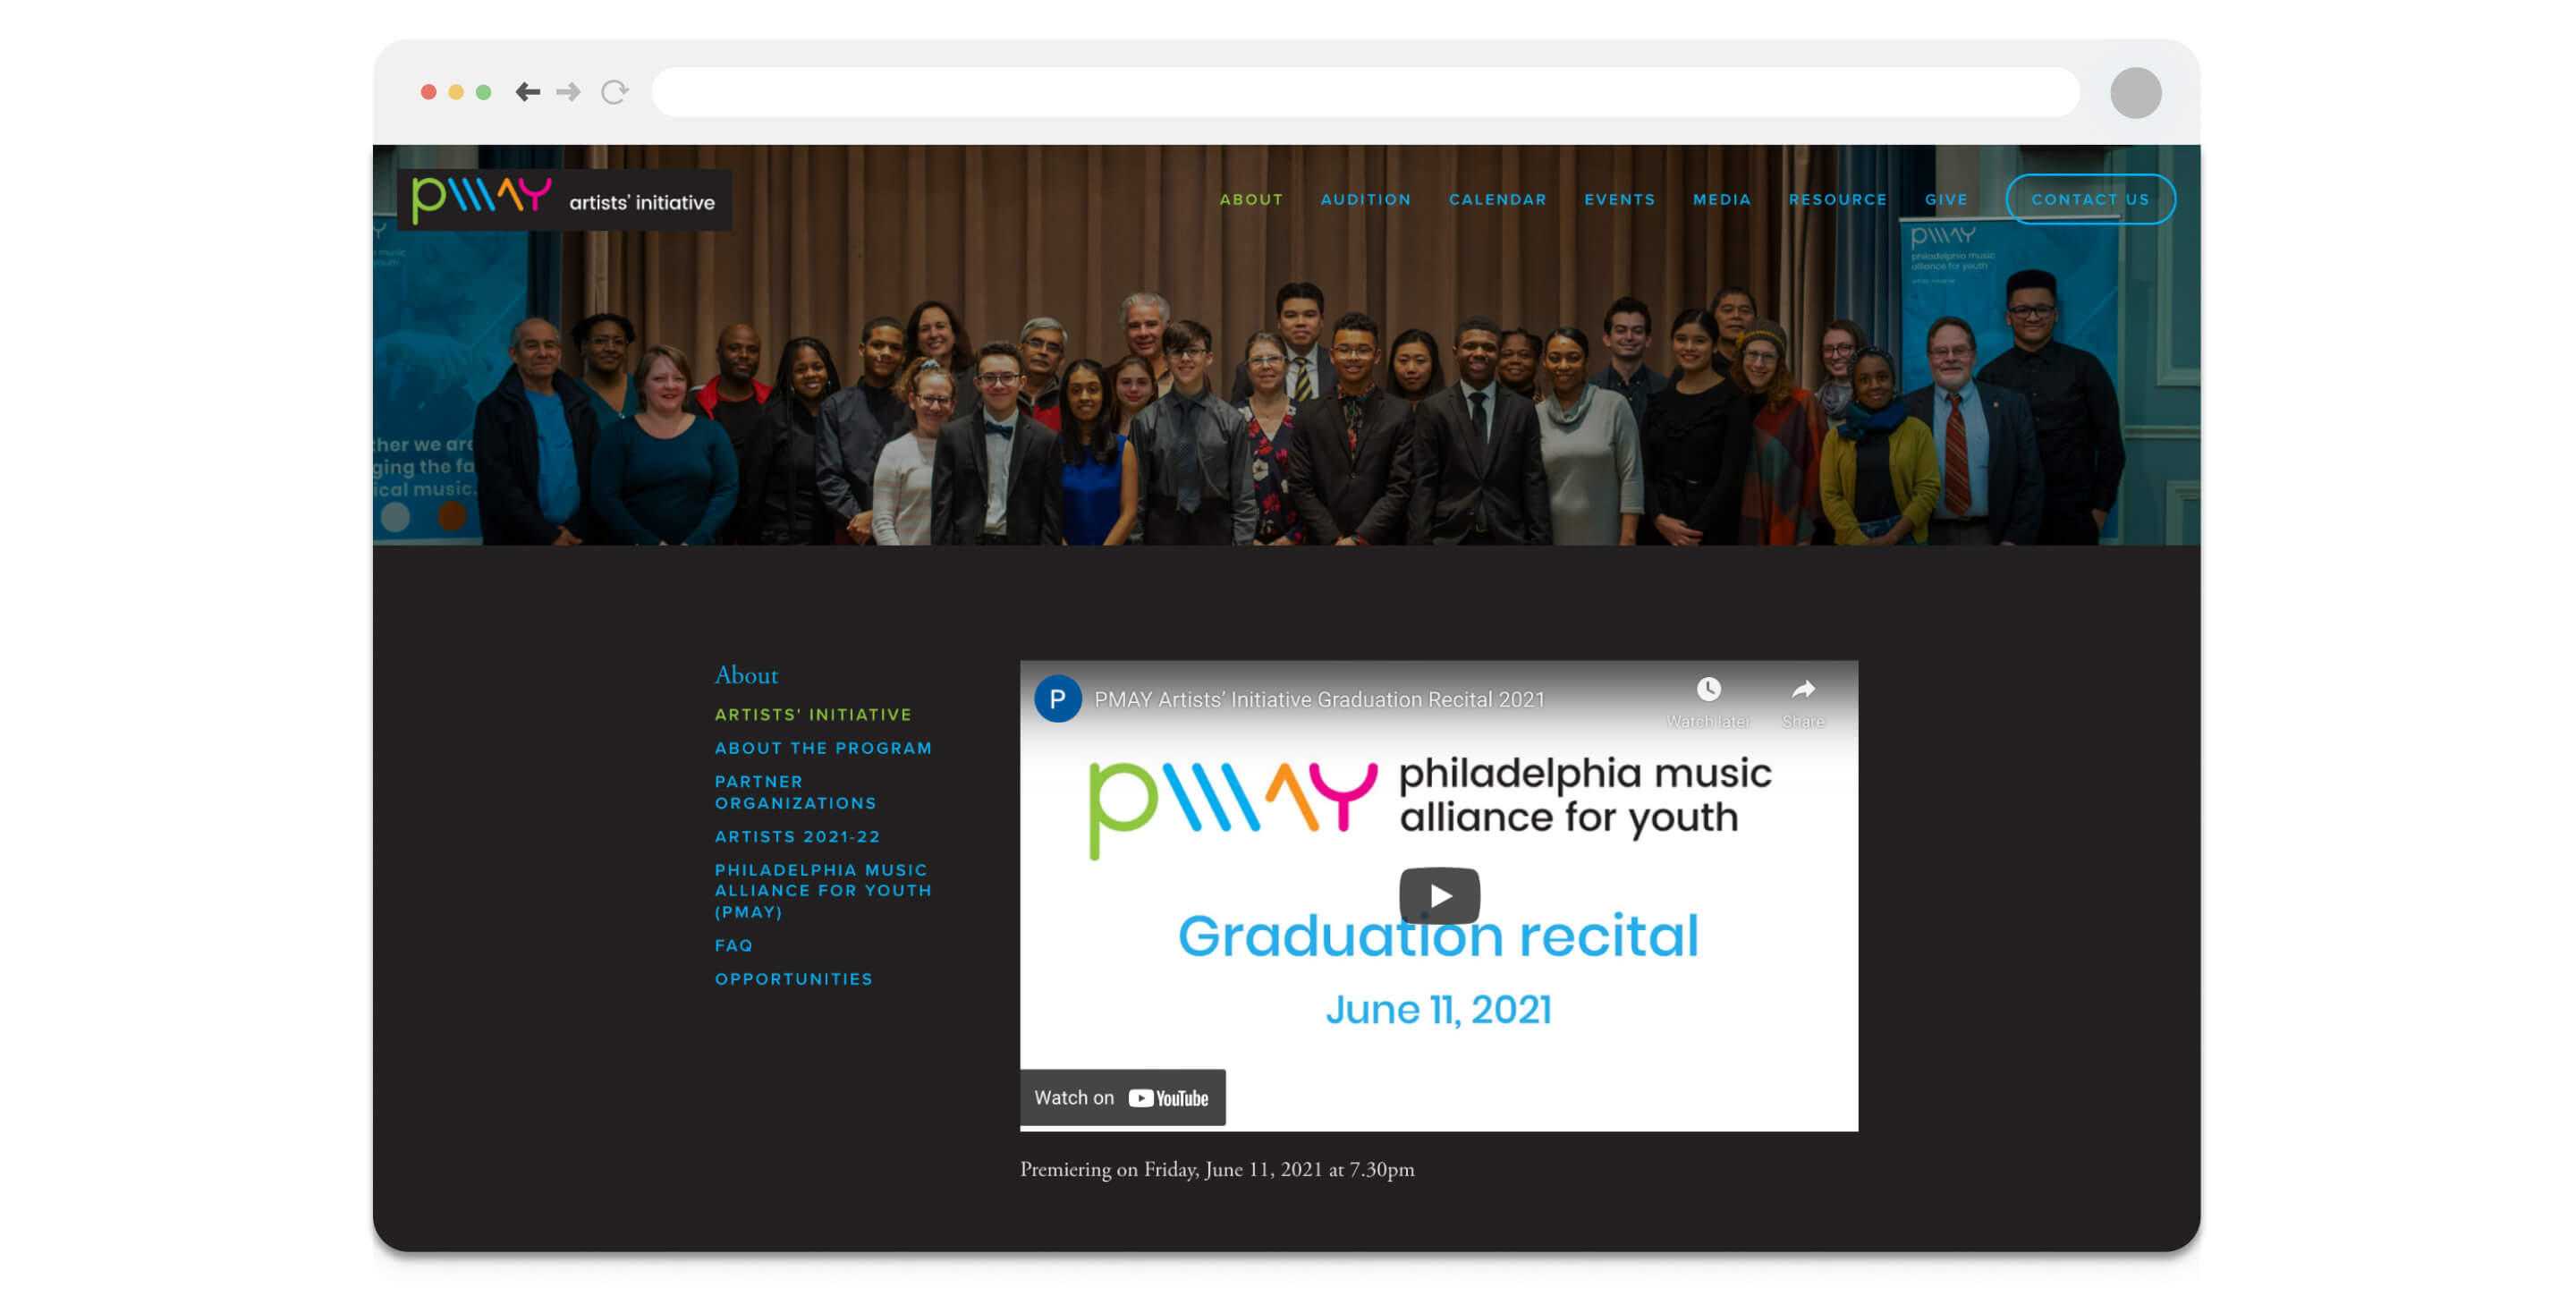 pmay artists' initiative
ABOUT AUDITION CALENDAR EVENTS MEDIA RESOURCE GIVE CONTACT US
music
youth
pmay
philadelphia music
alliance for youth
her we are
ging the fa
ical music.
About
ARTISTS' INITIATIVE
ABOUT THE PROGRAM
PARTNER
ORGANIZATIONS
ARTISTS 2021-22
PHILADELPHIA MUSIC
ALLIANCE FOR YOUTH
(PMAY)
FAQ
OPPORTUNITIES
P PMAY Artists' Initiative Graduation Recital 2021
Watch later Share
pmay philadelphia music
alliance for youth
Graduation recital
June 11, 2021
Watch on YouTube
Premiering on Friday, June 11, 2021 at 7.30pm